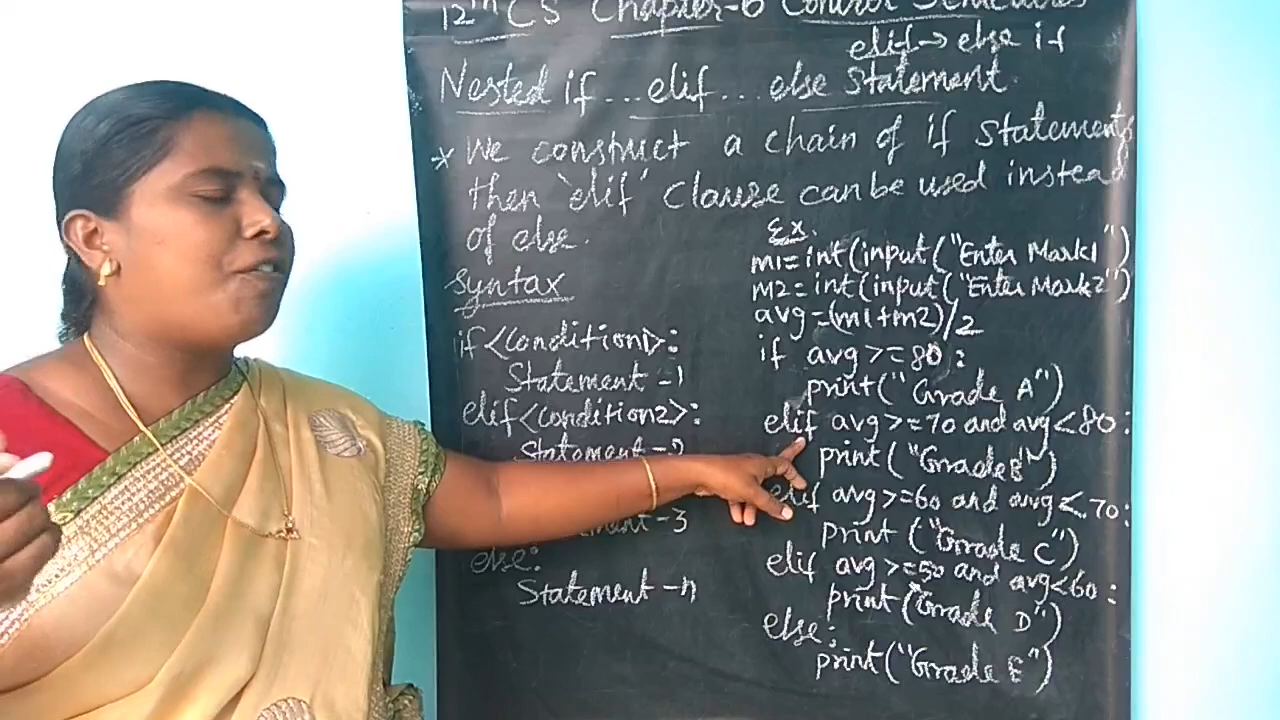 12th CS Chapter-6 Control Structures
elif → else if
Nested if...elif...else Statement.
* We construct a chain of if statements
then 'elif' clause can be used instead
of else.
Syntax
if<condition1>:
Statement -1
elif<condition2>:
Statement -2
-3
else:
Statement -n
Ex.
m1=int(input("Enter Mark1")
m2=int(input("Enter Mark2")
avg=(m1+m2)/2
if avg>=80:
print("Grade A")
elif avg>=70 and avg<80:
print("Grade B")
elif avg>=60 and avg<70:
print("Grade C")
elif avg>=50 and avg<60:
print("Grade D")
else:
print("Grade E")